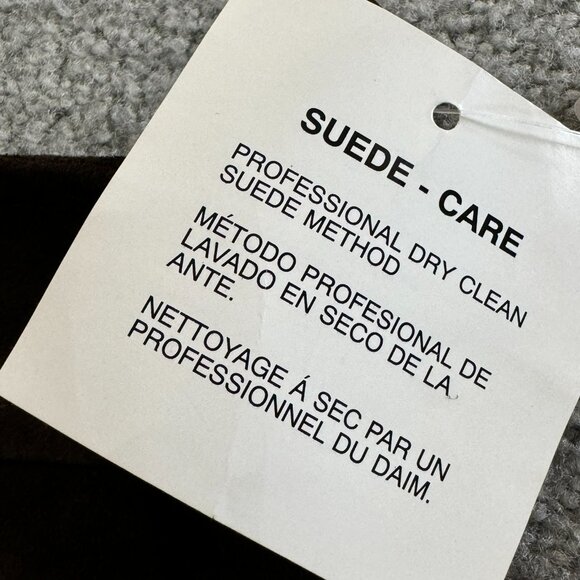 SUEDE - CARE
PROFESSIONAL DRY CLEAN
SUEDE METHOD
MÉTODO PROFESIONAL DE
LAVADO EN SECO DE LA
ANTE.
NETTOYAGE Á SEC PAR UN
PROFESSIONNEL DU DAIM.